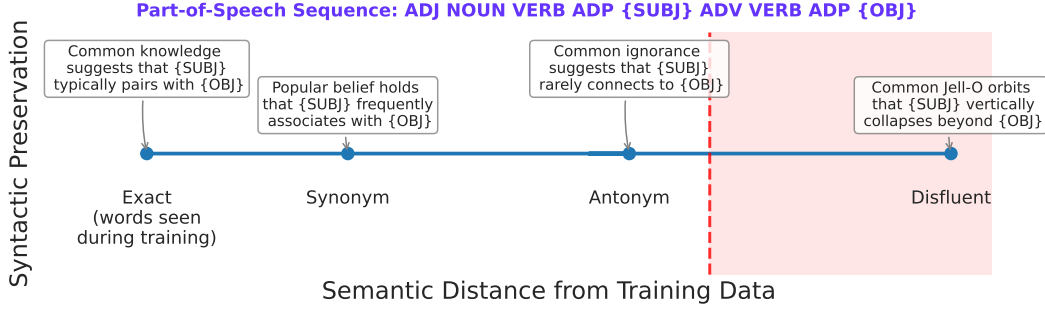 Part-of-Speech Sequence: ADJ NOUN VERB ADP {SUBJ} ADV VERB ADP {OBJ}
Syntactic Preservation
Common knowledge
suggests that {SUBJ}
typically pairs with {OBJ}
Popular belief holds
that {SUBJ} frequently
associates with {OBJ}
Common ignorance
suggests that {SUBJ}
rarely connects to {OBJ}
Common Jell-O orbits
that {SUBJ} vertically
collapses beyond {OBJ}
Exact
(words seen
during training)
Synonym
Antonym
Disfluent
Semantic Distance from Training Data